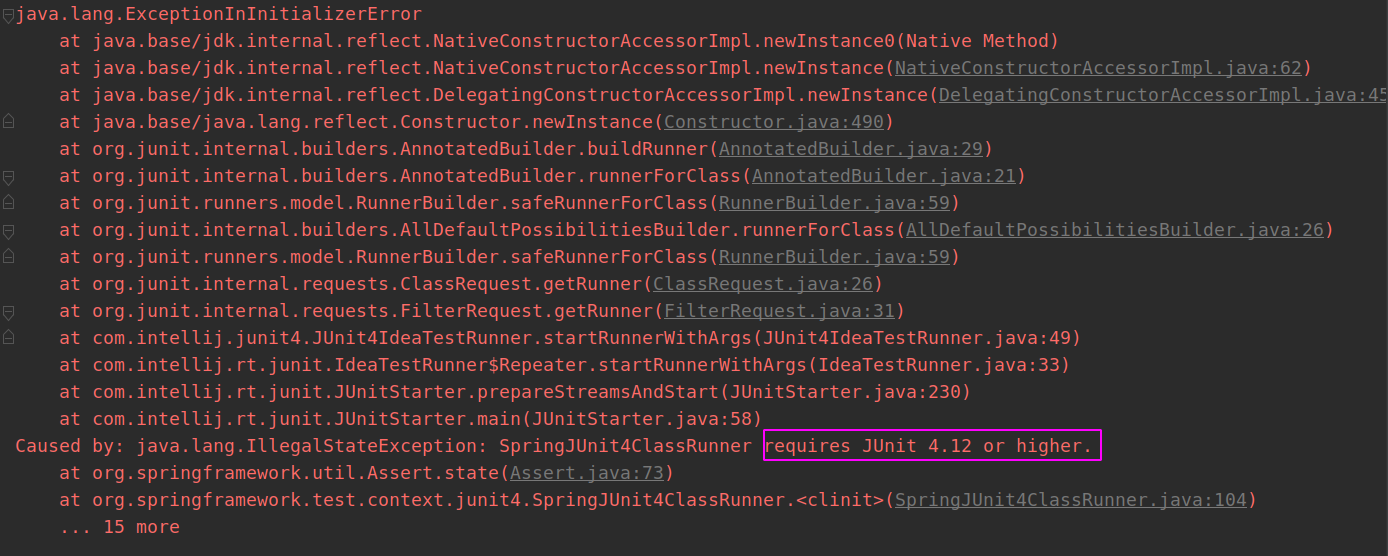 java.lang.ExceptionInInitializerError
at java.base/jdk.internal.reflect.NativeConstructorAccessorImpl.newInstance0(Native Method)
at java.base/jdk.internal.reflect.NativeConstructorAccessorImpl.newInstance(NativeConstructorAccessorImpl.java:62)
at java.base/jdk.internal.reflect.DelegatingConstructorAccessorImpl.newInstance(DelegatingConstructorAccessorImpl.java:45
at java.base/java.lang.reflect.Constructor.newInstance(Constructor.java:490)
at org.junit.internal.builders.AnnotatedBuilder.buildRunner(AnnotatedBuilder.java:29)
at org.junit.internal.builders.AnnotatedBuilder.runnerForClass(AnnotatedBuilder.java:21)
at org.junit.runners.model.RunnerBuilder.safeRunnerForClass(RunnerBuilder.java:59)
at org.junit.internal.builders.AllDefaultPossibilitiesBuilder.runnerForClass(AllDefaultPossibilitiesBuilder.java:26)
at org.junit.runners.model.RunnerBuilder.safeRunnerForClass(RunnerBuilder.java:59)
at org.junit.internal.requests.ClassRequest.getRunner(ClassRequest.java:26)
at org.junit.internal.requests.FilterRequest.getRunner(FilterRequest.java:31)
at com.intellij.junit4.JUnit4IdeaTestRunner.startRunnerWithArgs(JUnit4IdeaTestRunner.java:49)
at com.intellij.rt.junit.IdeaTestRunner$Repeater.startRunnerWithArgs(IdeaTestRunner.java:33)
at com.intellij.rt.junit.JUnitStarter.prepareStreamsAndStart(JUnitStarter.java:230)
at com.intellij.rt.junit.JUnitStarter.main(JUnitStarter.java:58)
Caused by: java.lang.IllegalStateException: SpringJUnit4ClassRunner requires JUnit 4.12 or higher.
at org.springframework.util.Assert.state(Assert.java:73)
at org.springframework.test.context.junit4.SpringJUnit4ClassRunner.<clinit>(SpringJUnit4ClassRunner.java:104)
... 15 more